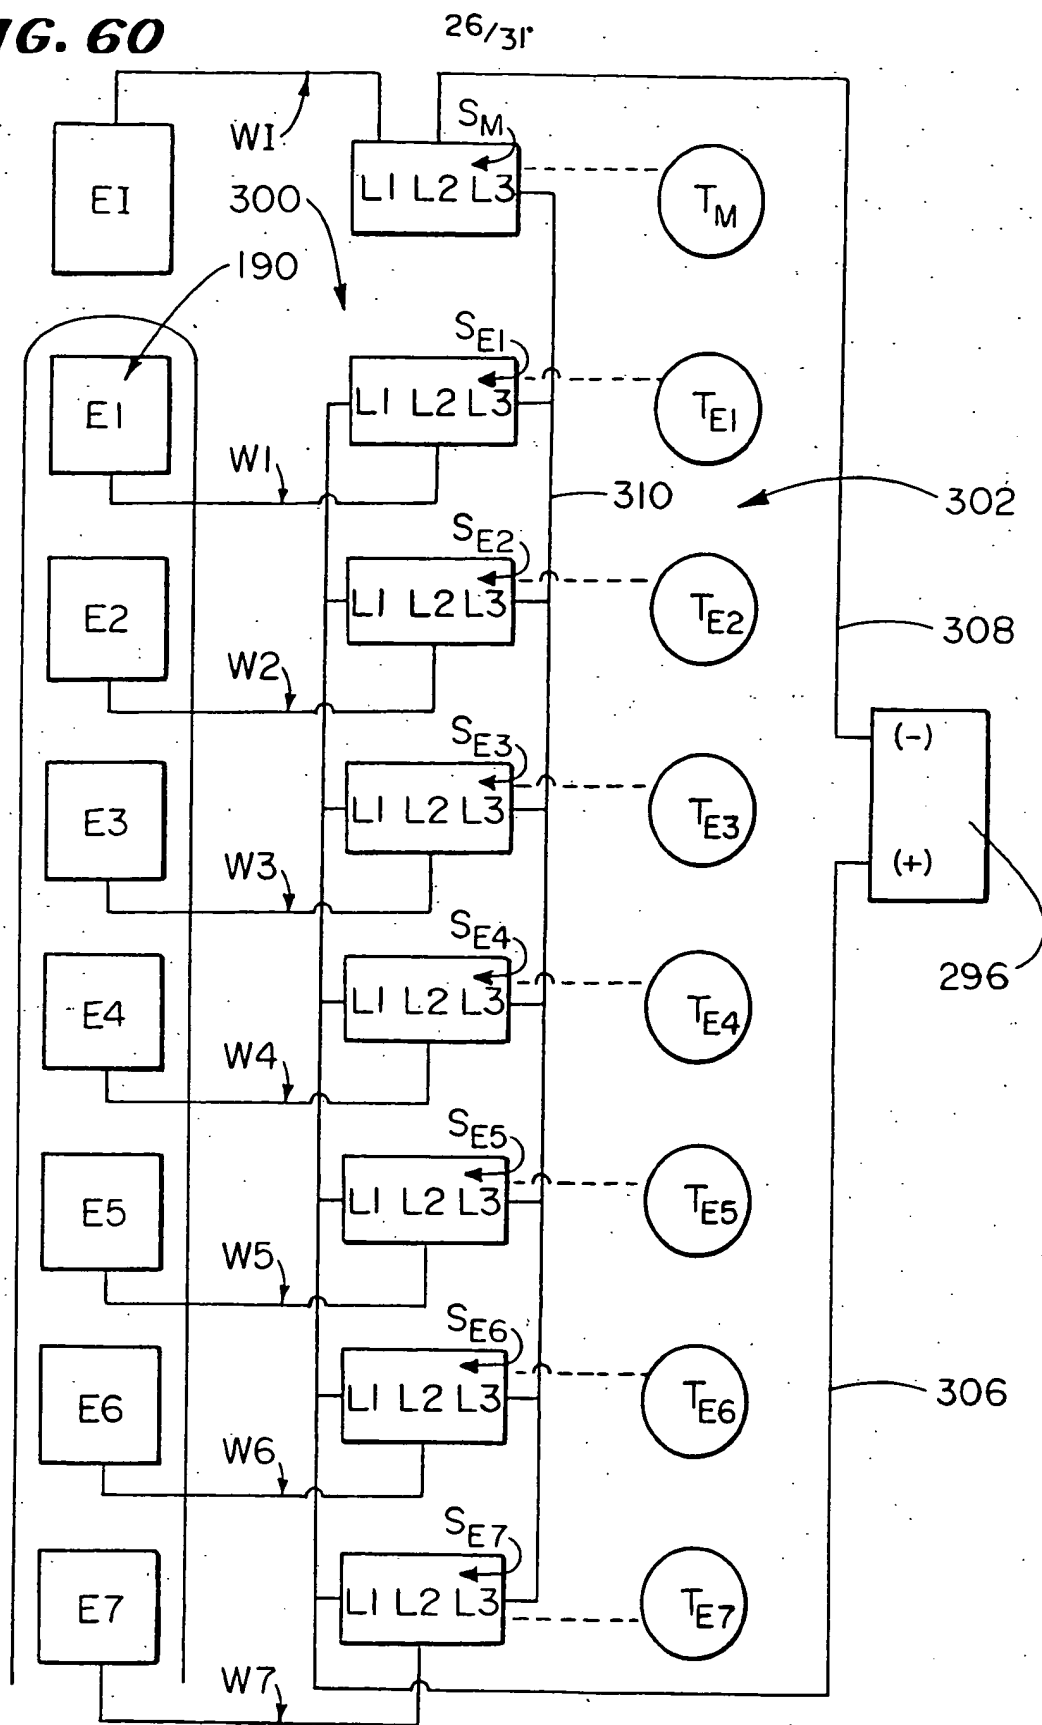 IG. 60
26/31
WI
S_M
EI
L1 L2 L3
T_M
300
190
S_E1
E1
L1 L2 L3
T_E1
W1
310
302
S_E2
E2
L1 L2 L3
T_E2
308
W2
S_E3
(-)
E3
L1 L2 L3
T_E3
W3
(+)
S_E4
296
E4
L1 L2 L3
T_E4
W4
S_E5
E5
L1 L2 L3
T_E5
W5
S_E6
E6
L1 L2 L3
T_E6
306
W6
S_E7
E7
L1 L2 L3
T_E7
W7